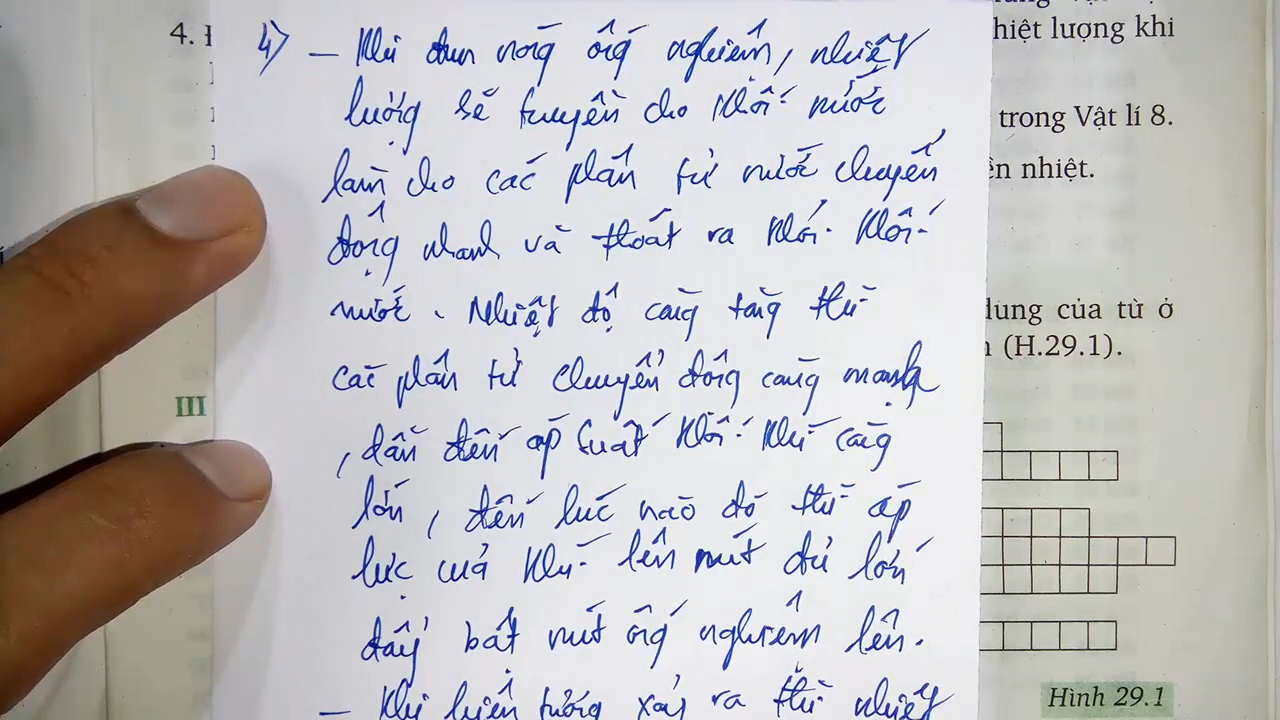 4. H
4) – Khi đun nóng ống nghiệm, nhiệt
lượng sẽ truyền cho khối nước
làm cho các phân tử nước chuyển
động nhanh và thoát ra khỏi khối
nước. Nhiệt độ càng tăng thì
các phân tử chuyển động càng mạnh
, dẫn đến áp suất khối khí càng
lớn, đến lúc nào đó thì áp
lực của khí lên nút đủ lớn
đẩy bật nút ống nghiệm lên.
– Khi hiện tượng xảy ra thì nhiệt
III
hiệt lượng khi
trong Vật lí 8.
ền nhiệt.
dung của từ ở
(H.29.1).
Hình 29.1